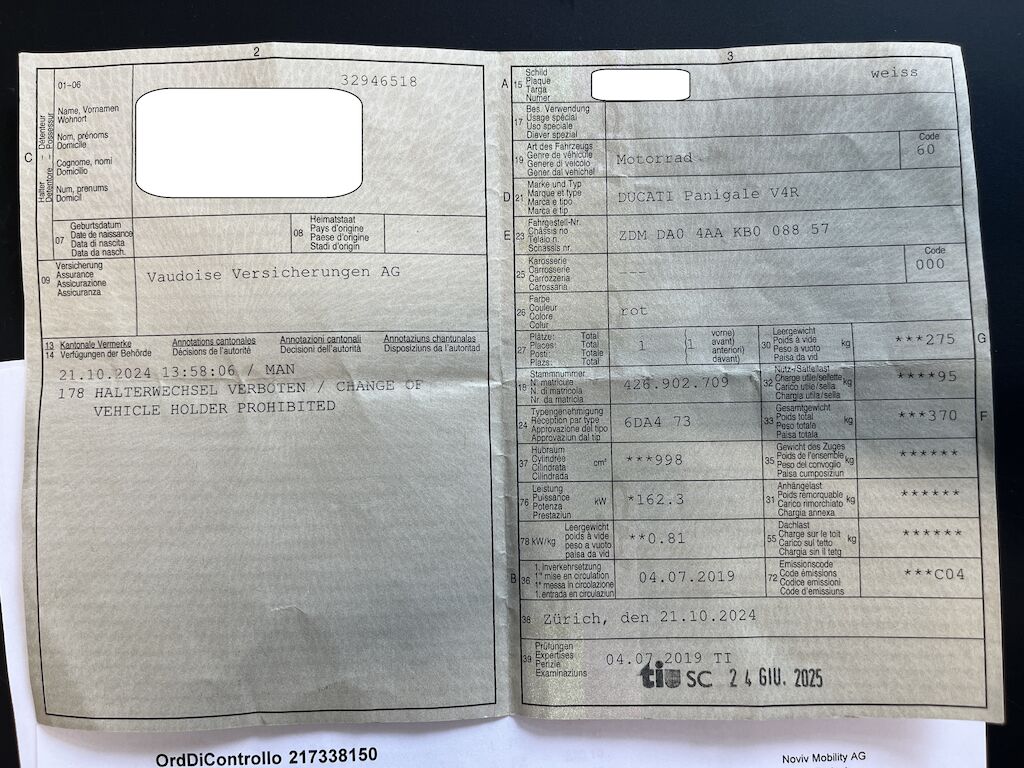 2
01-06
32946518
C
Halter
Détenteur
Detentore
Possessur
Name, Vornamen
Wohnort
Nom, prénoms
Domicile
Cognome, nomi
Domicilio
Num, prenums
Domicil
07
Geburtsdatum
Date de naissance
Data di nascita
Data da nasch.
08
Heimatstaat
Pays d'origine
Paese d'origine
Stadi d'origin
09
Versicherung
Assurance
Assicurazione
Assicuranza
Vaudoise Versicherungen AG
13 Kantonale Vermerke Annotations cantonales Annotazioni cantonali Annotaziuns chantunalas
14 Verfügungen der Behörde Décisions de l'autorité Decisioni dell'autorità Disposiziuns da l'autoritad
21.10.2024 13:58:06 / MAN
178 HALTERWECHSEL VERBOTEN / CHANGE OF
VEHICLE HOLDER PROHIBITED
3
A 15
Schild
Plaque
Targa
Numer
weiss
17
Bes. Verwendung
Usage spécial
Uso speciale
Diever spezial
19
Art des Fahrzeugs
Genre de véhicule
Genere di veicolo
Gener dal vehichel
Motorrad
Code
60
D 21
Marke und Typ
Marque et type
Marca e tipo
Marca e tip
DUCATI Panigale V4R
E 23
Fahrgestell-Nr.
Châssis no
Telaio n.
Schassis nr.
ZDM DA0 4AA KB0 088 57
25
Karosserie
Carrosserie
Carrozzeria
Carossaria
---
Code
000
26
Farbe
Couleur
Colore
Colur
rot
27
Plätze: Total
Places: Total
Posti: Totale
Plazs: Total
1 (1
vorne)
avant)
anteriori)
davant)
30
Leergewicht
Poids à vide
Peso a vuoto
Paisa da vid
kg
***275
G
18
Stammnummer
N. matricule
N. di matricola
Nr. da matricla
426.902.709
32
Nutz-/Sattellast
Charge utile/sellette
Carico utile/sella
Chargia utila/sella
kg
****95
24
Typengenehmigung
Réception par type
Approvazione del tipo
Approvaziun dal tip
6DA4 73
33
Gesamtgewicht
Poids total
Peso totale
Paisa totala
kg
***370
F
37
Hubraum
Cylindrée
Cilindrata
Cilindrada
cm³
***998
35
Gewicht des Zuges
Poids de l'ensemble
Peso del convoglio
Paisa cumposiziun
kg
******
76
Leistung
Puissance
Potenza
Prestaziun
kW
*162.3
31
Anhängelast
Poids remorquable
Carico rimorchiato
Chargia annexa
kg
******
78 kW/kg
Leergewicht
poids à vide
peso a vuoto
paisa da vid
**0.81
55
Dachlast
Charge sur le toit
Carico sul tetto
Chargia sin il tetg
kg
******
B 36
1. Inverkehrsetzung
1re mise en circulation
1a messa in circolazione
1. entrada en circulaziun
04.07.2019
72
Emissionscode
Code émissions
Codice emissioni
Code d'emissiuns
***C04
38
Zürich, den 21.10.2024
39
Prüfungen
Expertises
Perizie
Examinaziuns
04.07.2019 TI
ti SC 24 GIU. 2025
OrdDiControllo 217338150
Noviv Mobility AG